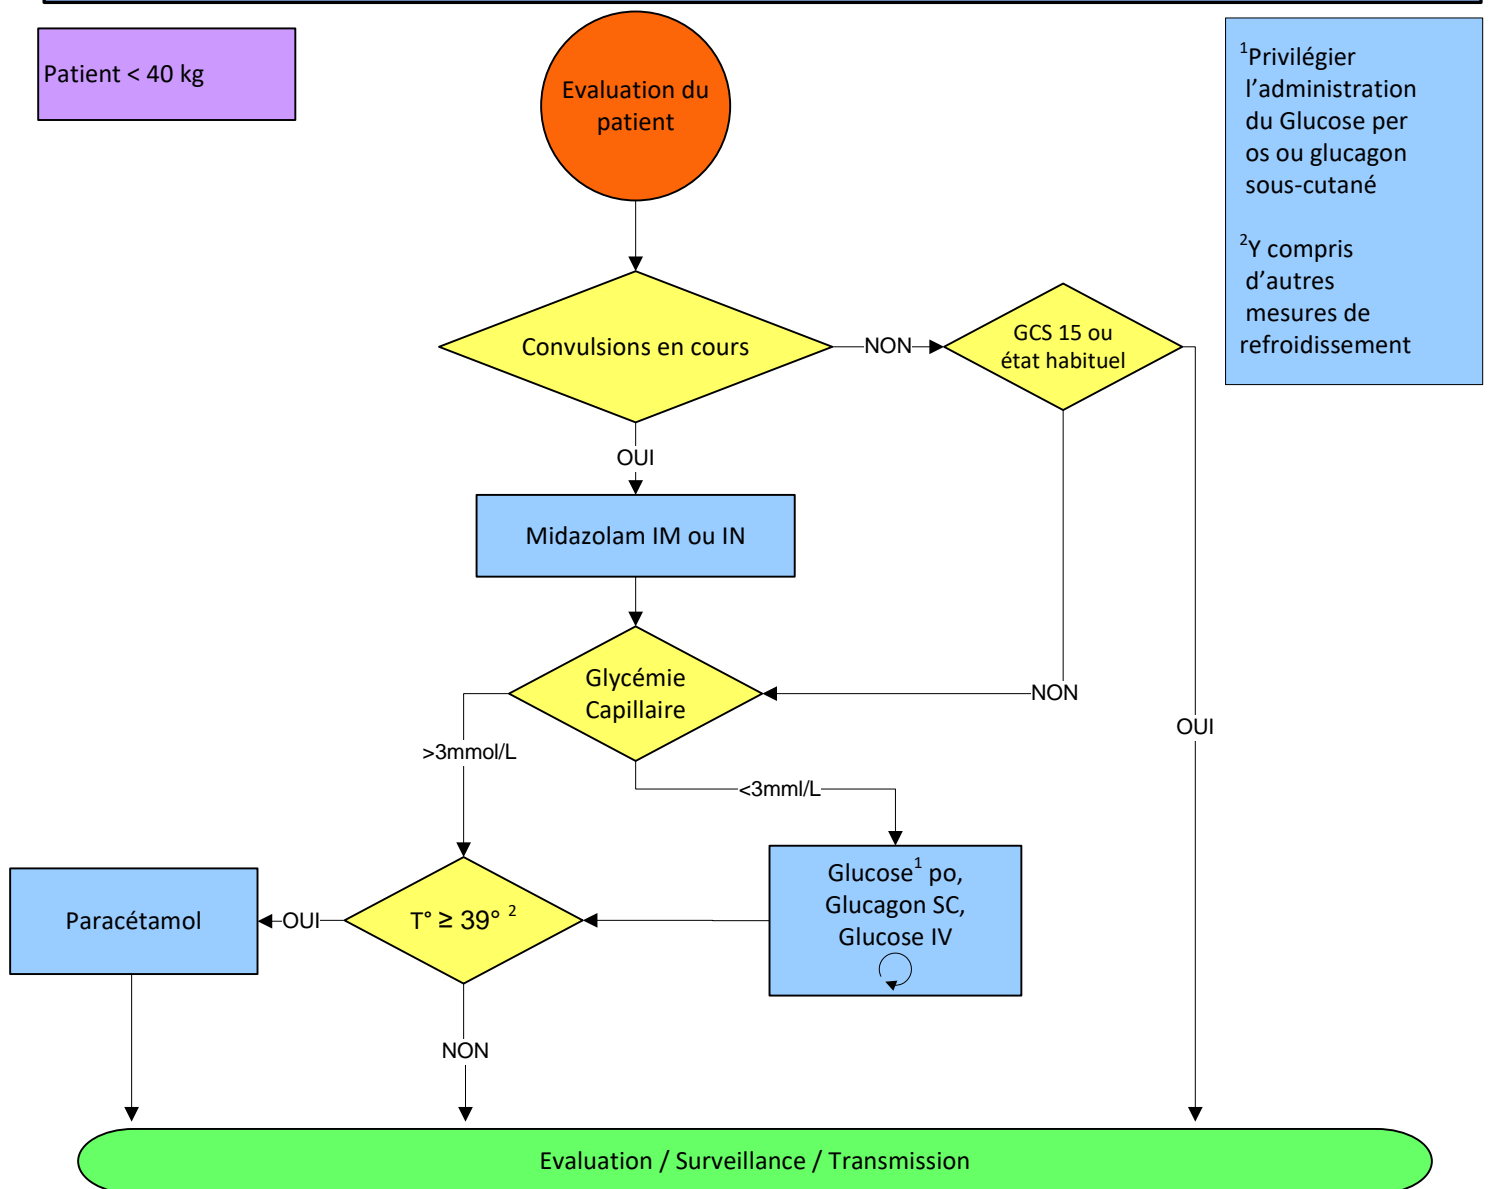 Patient < 40 kg
Evaluation du
patient
¹Privilégier
l’administration
du Glucose per
os ou glucagon
sous-cutané
²Y compris
d’autres
mesures de
refroidissement
Convulsions en cours
NON
GCS 15 ou
état habituel
OUI
Midazolam IM ou IN
Glycémie
Capillaire
NON
OUI
>3mmol/L
<3mml/L
Glucose¹ po,
Glucagon SC,
Glucose IV
Paracétamol
OUI
T° ≥ 39° ²
NON
Evaluation / Surveillance / Transmission